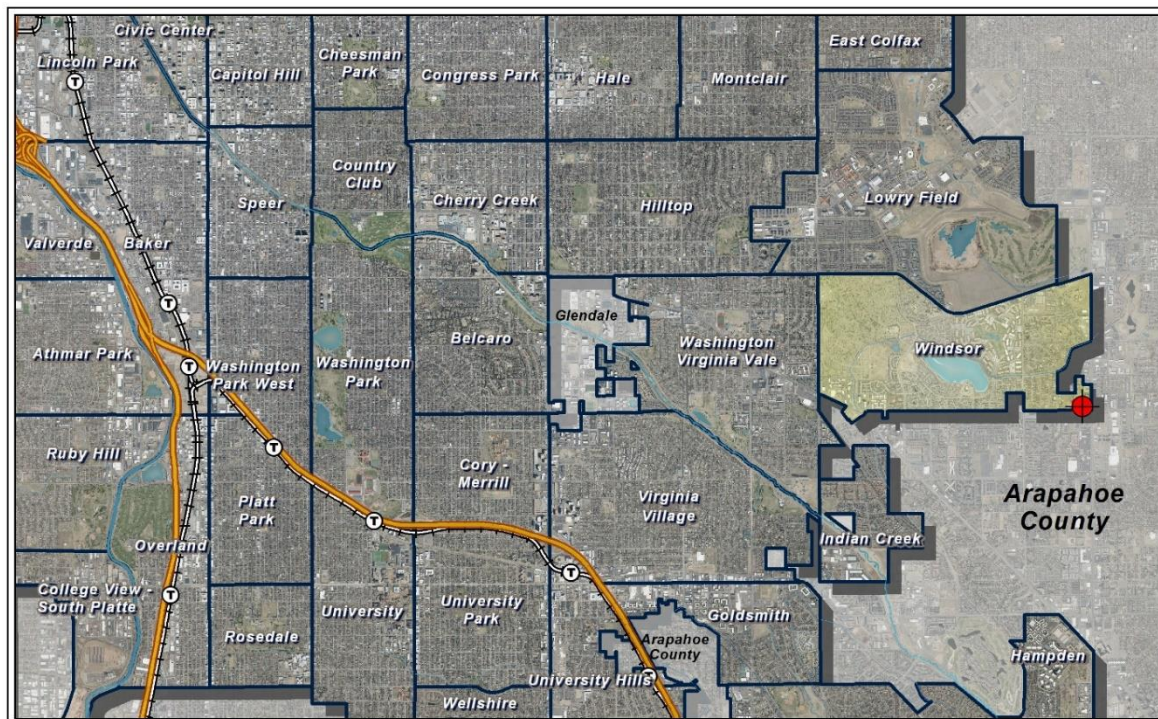 Civic Center
Lincoln Park
Capitol Hill
Cheesman
Park
Congress Park
Hale
Montclair
East Colfax
Country
Club
Speer
Cherry Creek
Hilltop
Lowry Field
Valverde
Baker
Glendale
Athmar Park
Washington
Park West
Washington
Park
Belcaro
Washington
Virginia Vale
Windsor
Ruby Hill
Platt
Park
Cory -
Merrill
Virginia
Village
Indian Creek
Arapahoe
County
Overland
College View -
South Platte
Rosedale
University
University
Park
Goldsmith
Arapahoe
County
University Hills
Wellshire
Hampden
T
T
T
T
T
T
T
T